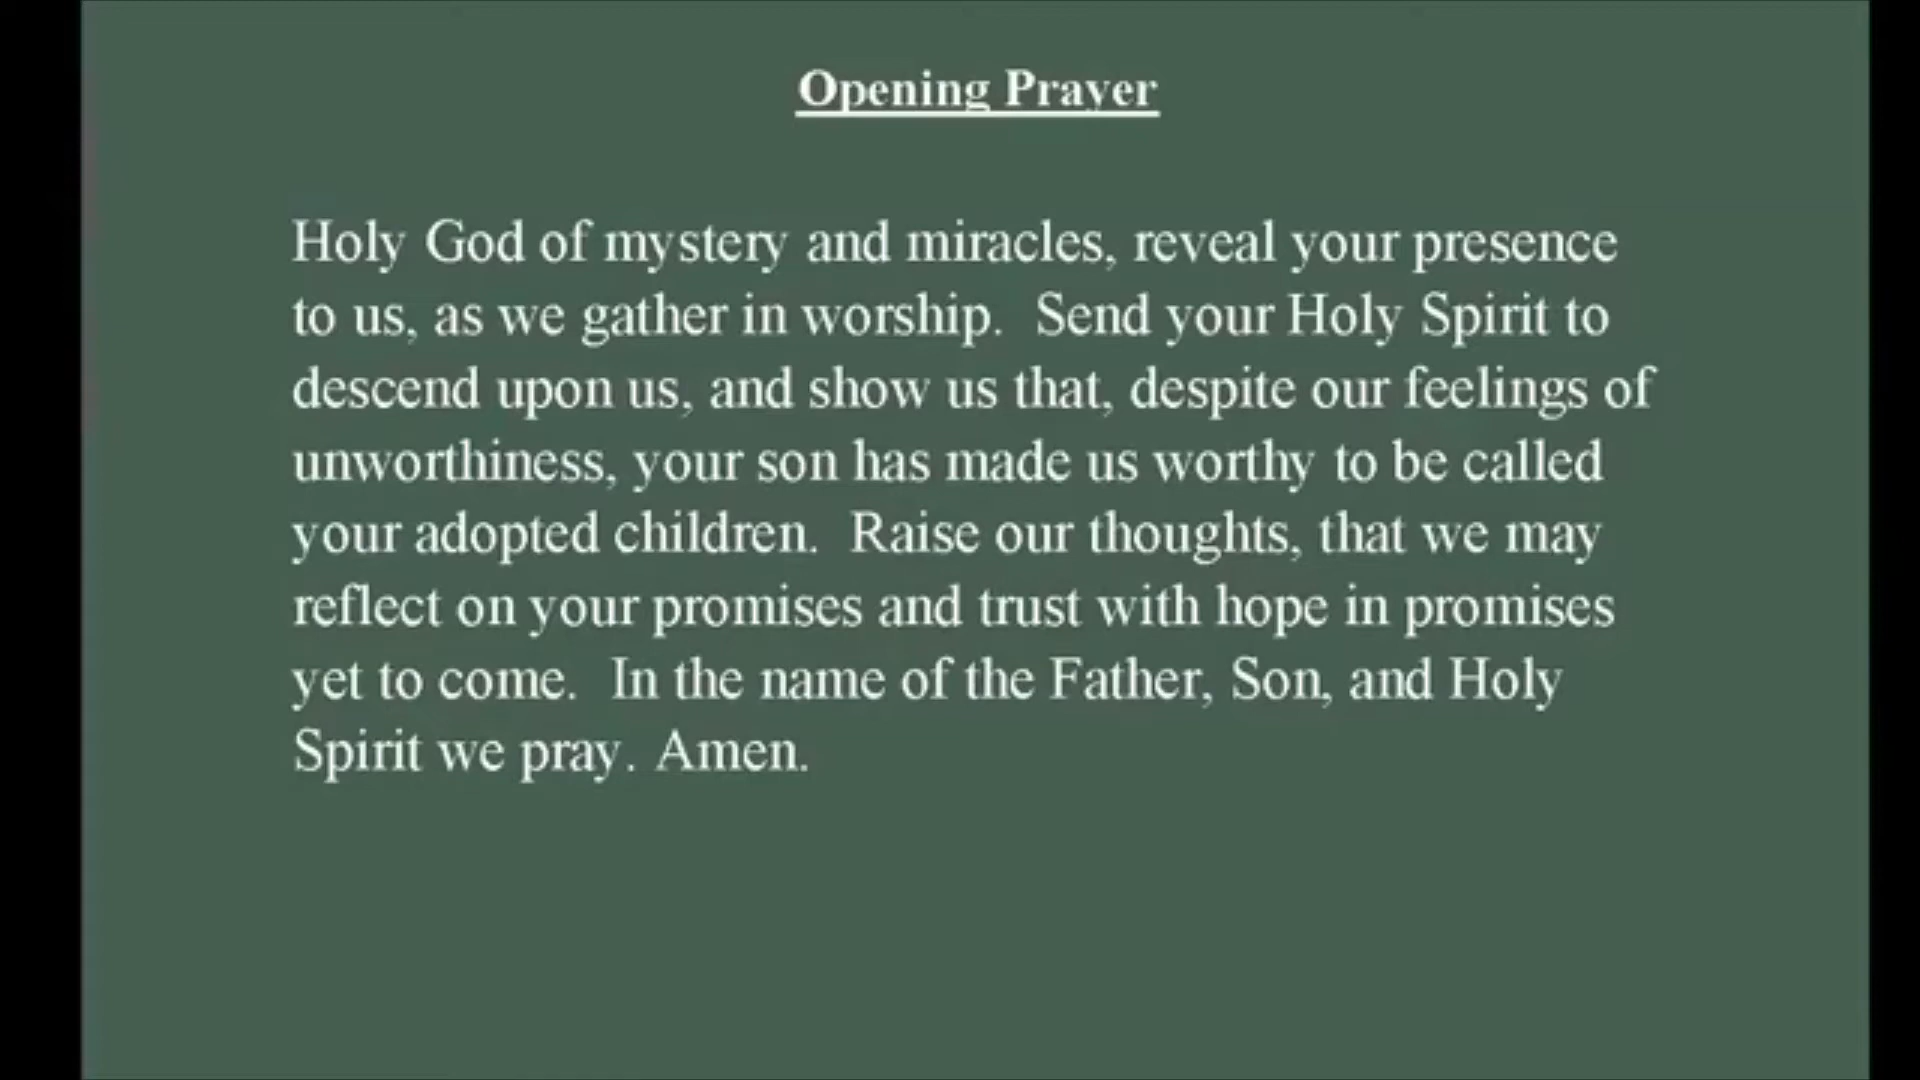 Opening Prayer
Holy God of mystery and miracles, reveal your presence
to us, as we gather in worship.  Send your Holy Spirit to
descend upon us, and show us that, despite our feelings of
unworthiness, your son has made us worthy to be called
your adopted children.  Raise our thoughts, that we may
reflect on your promises and trust with hope in promises
yet to come.  In the name of the Father, Son, and Holy
Spirit we pray. Amen.